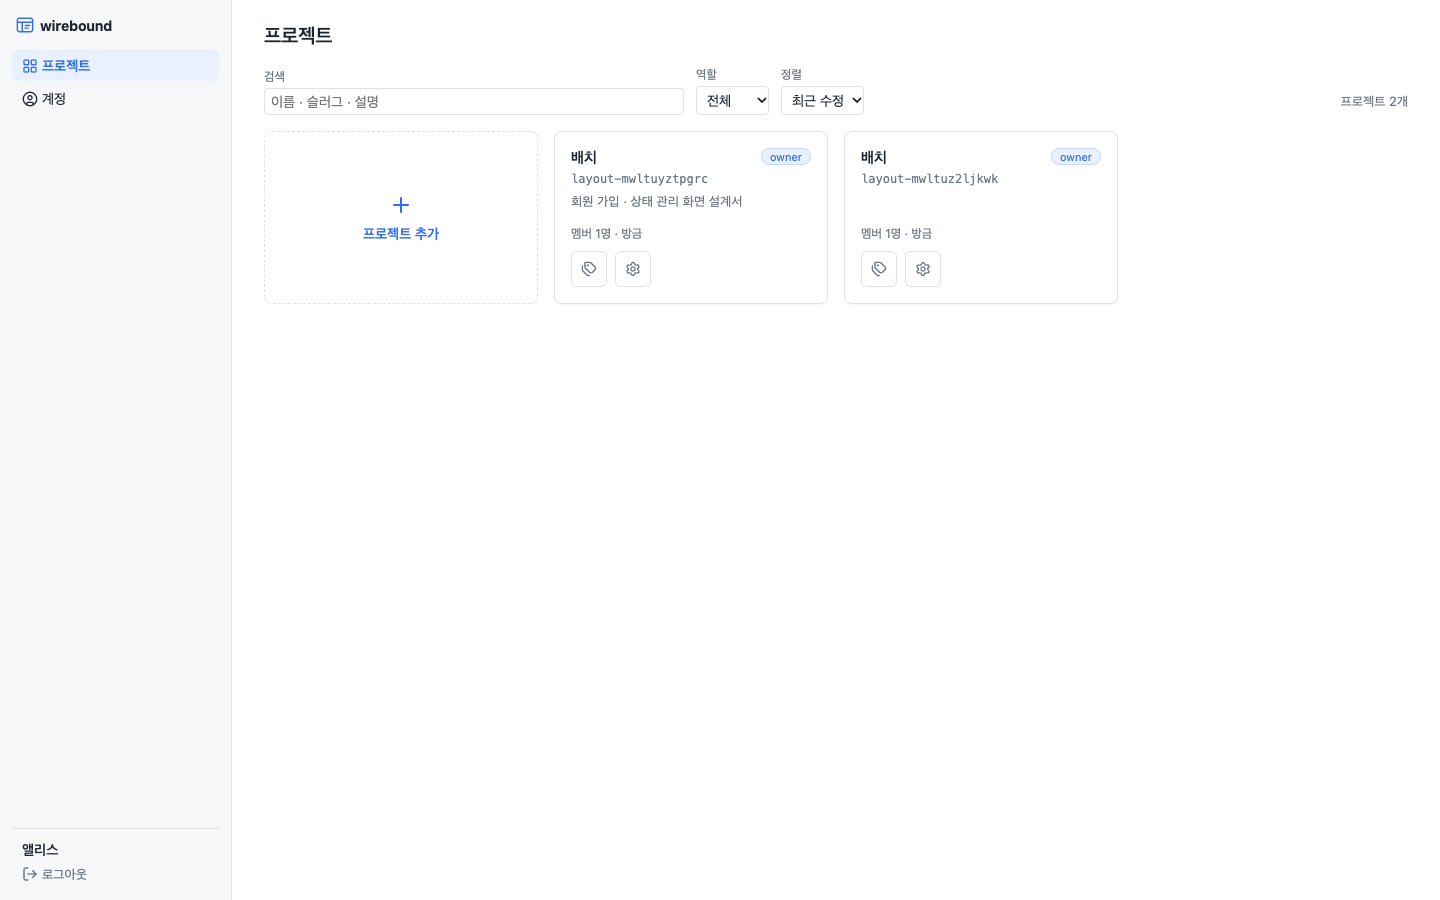 wirebound
프로젝트
계정
프로젝트
검색
이름 · 슬러그 · 설명
역할
전체
정렬
최근 수정
프로젝트 2개
프로젝트 추가
배치
owner
layout-mwltuyztpgrc
회원 가입 · 상태 관리 화면 설계서
멤버 1명 · 방금
배치
owner
layout-mwltuz2ljkwk
멤버 1명 · 방금
앨리스
로그아웃